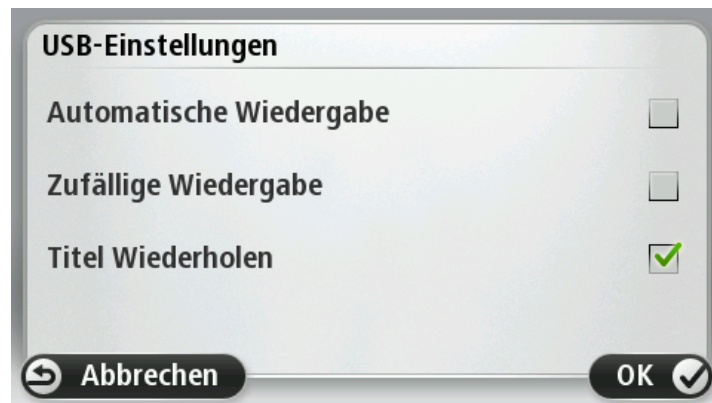 USB-Einstellungen
Automatische Wiedergabe
Zufällige Wiedergabe
Titel Wiederholen
Abbrechen
OK